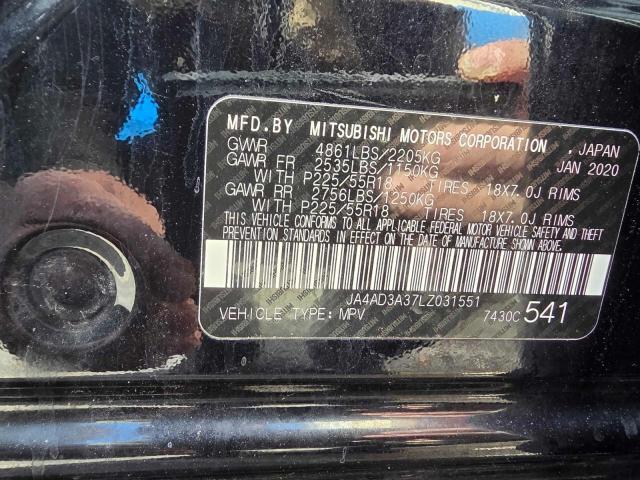 MFD.BY MITSUBISHI MOTORS CORPORATION , JAPAN
GVWR 4861LBS/2205KG JAN 2020
GAWR FR 2535LBS/1150KG
WITH P225/55R18 TIRES 18X7.0J RIMS
GAWR RR 2756LBS/1250KG
WITH P225/55R18 TIRES 18X7.0J RIMS
THIS VEHICLE CONFORMS TO ALL APPLICABLE FEDERAL MOTOR VEHICLE SAFETY AND THEFT
PREVENTION STANDARDS IN EFFECT ON THE DATE OF MANUFACTURE SHOWN ABOVE.
JA4AD3A37LZ031551
VEHICLE TYPE: MPV 7430C 541